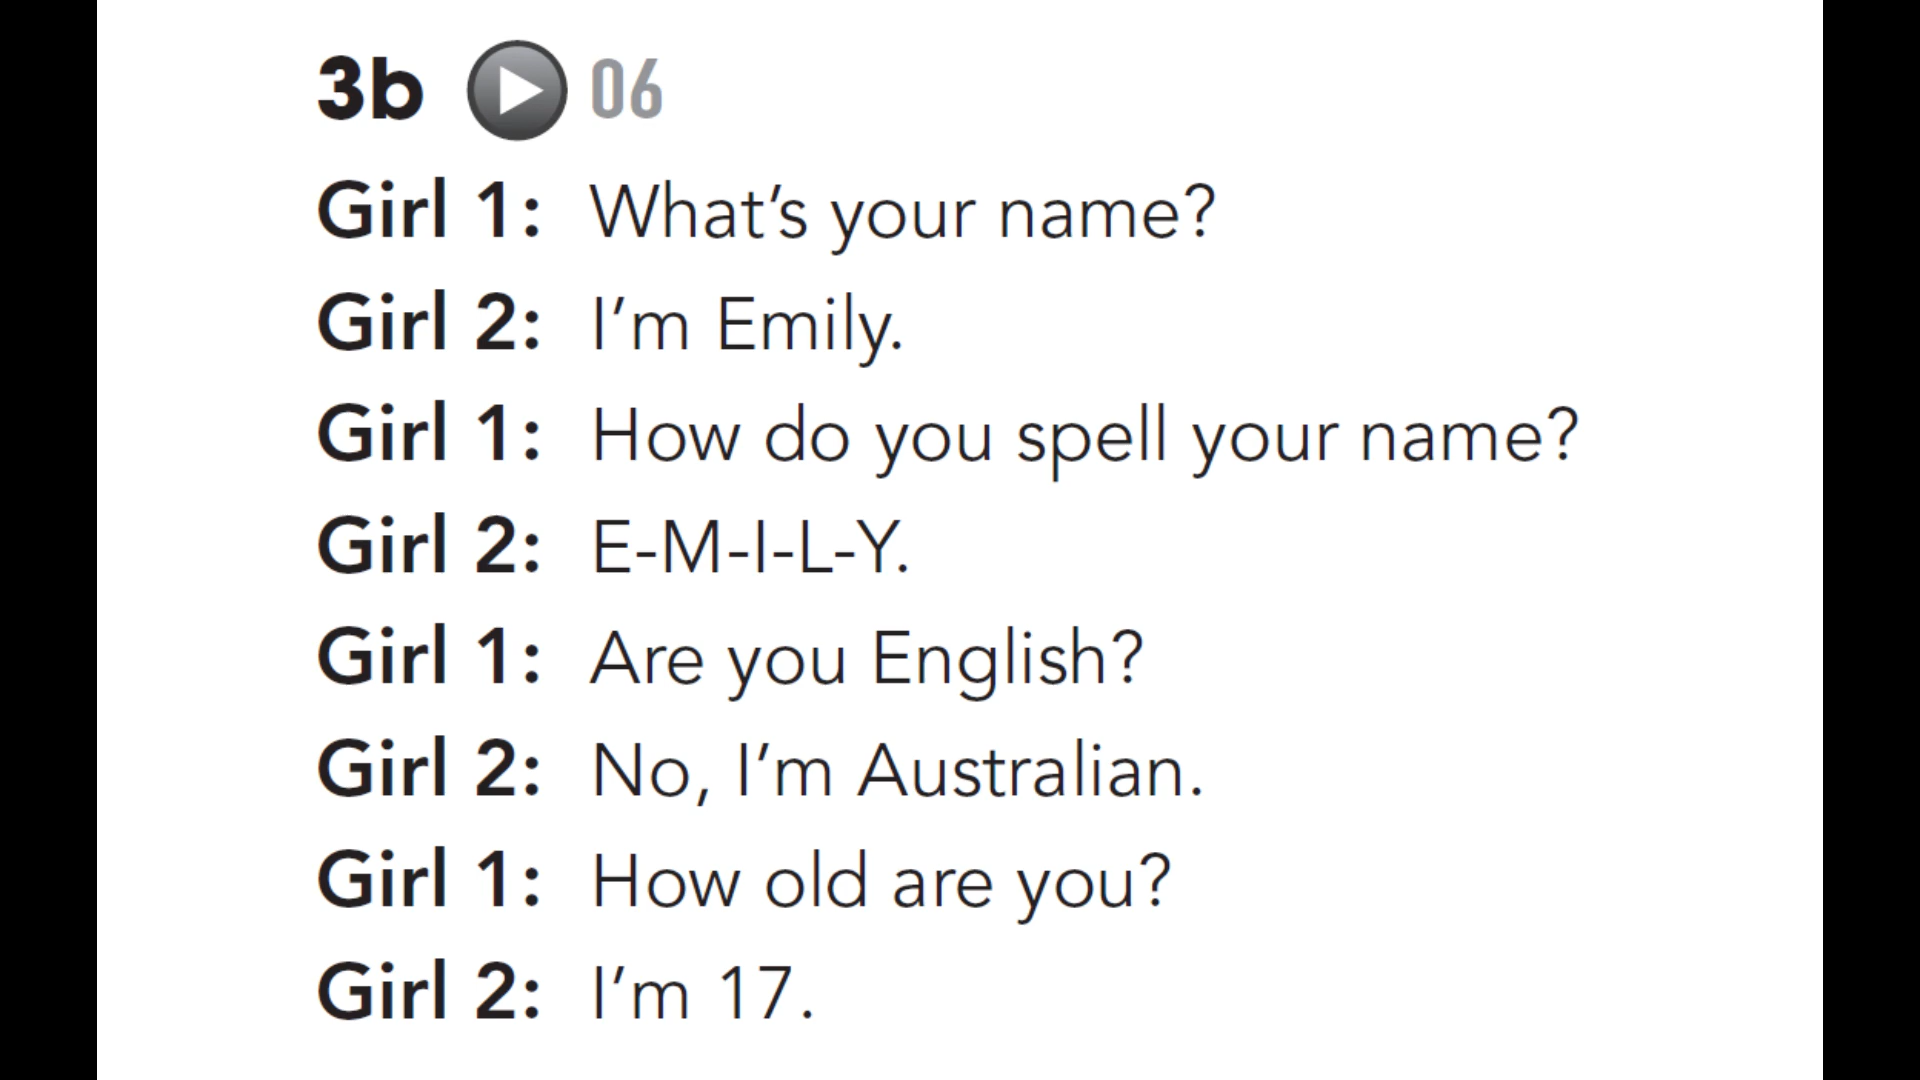 3b 06
Girl 1: What’s your name?
Girl 2: I’m Emily.
Girl 1: How do you spell your name?
Girl 2: E-M-I-L-Y.
Girl 1: Are you English?
Girl 2: No, I’m Australian.
Girl 1: How old are you?
Girl 2: I’m 17.